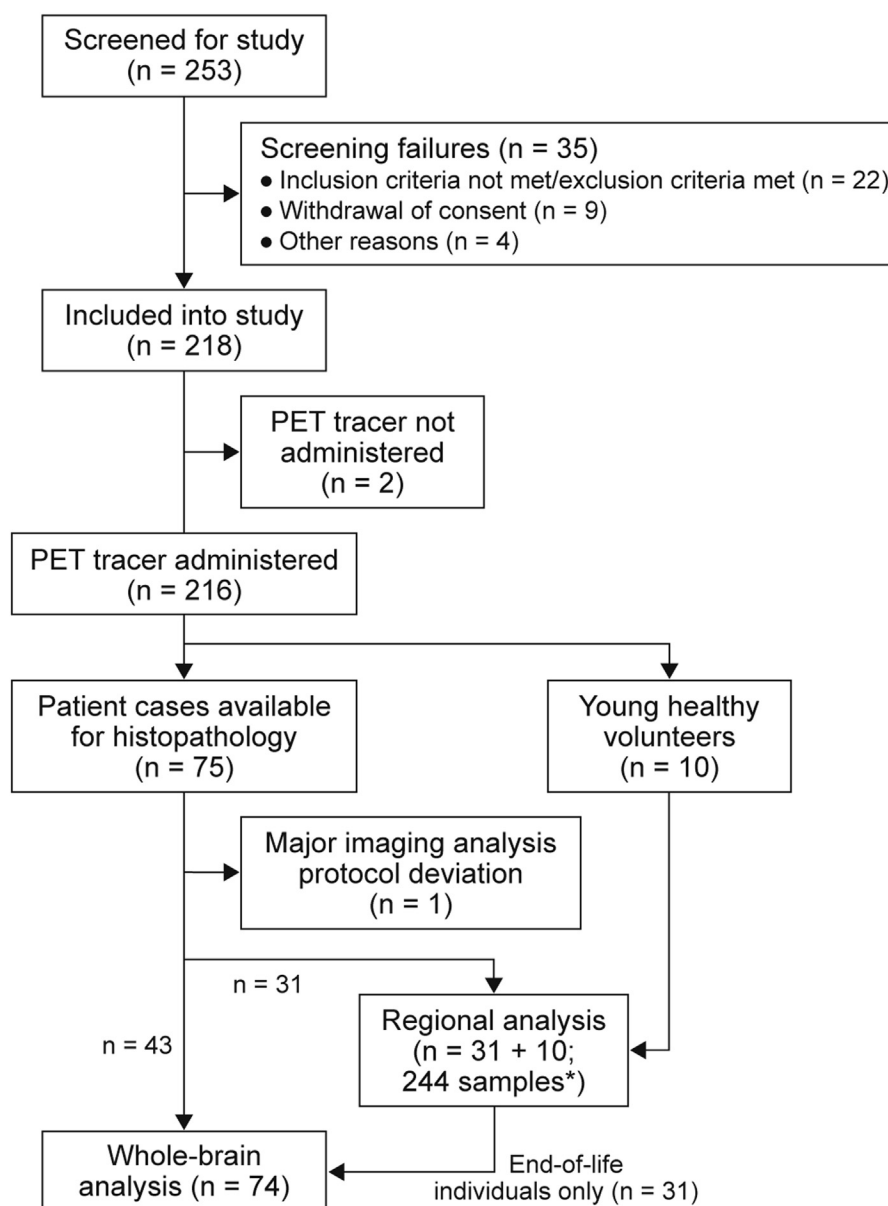 Screened for study
(n = 253)
Screening failures (n = 35)
● Inclusion criteria not met/exclusion criteria met (n = 22)
● Withdrawal of consent (n = 9)
● Other reasons (n = 4)
Included into study
(n = 218)
PET tracer not
administered
(n = 2)
PET tracer administered
(n = 216)
Patient cases available
for histopathology
(n = 75)
Young healthy
volunteers
(n = 10)
Major imaging analysis
protocol deviation
(n = 1)
n = 31
n = 43
Regional analysis
(n = 31 + 10;
244 samples*)
Whole-brain
analysis (n = 74)
End-of-life
individuals only (n = 31)